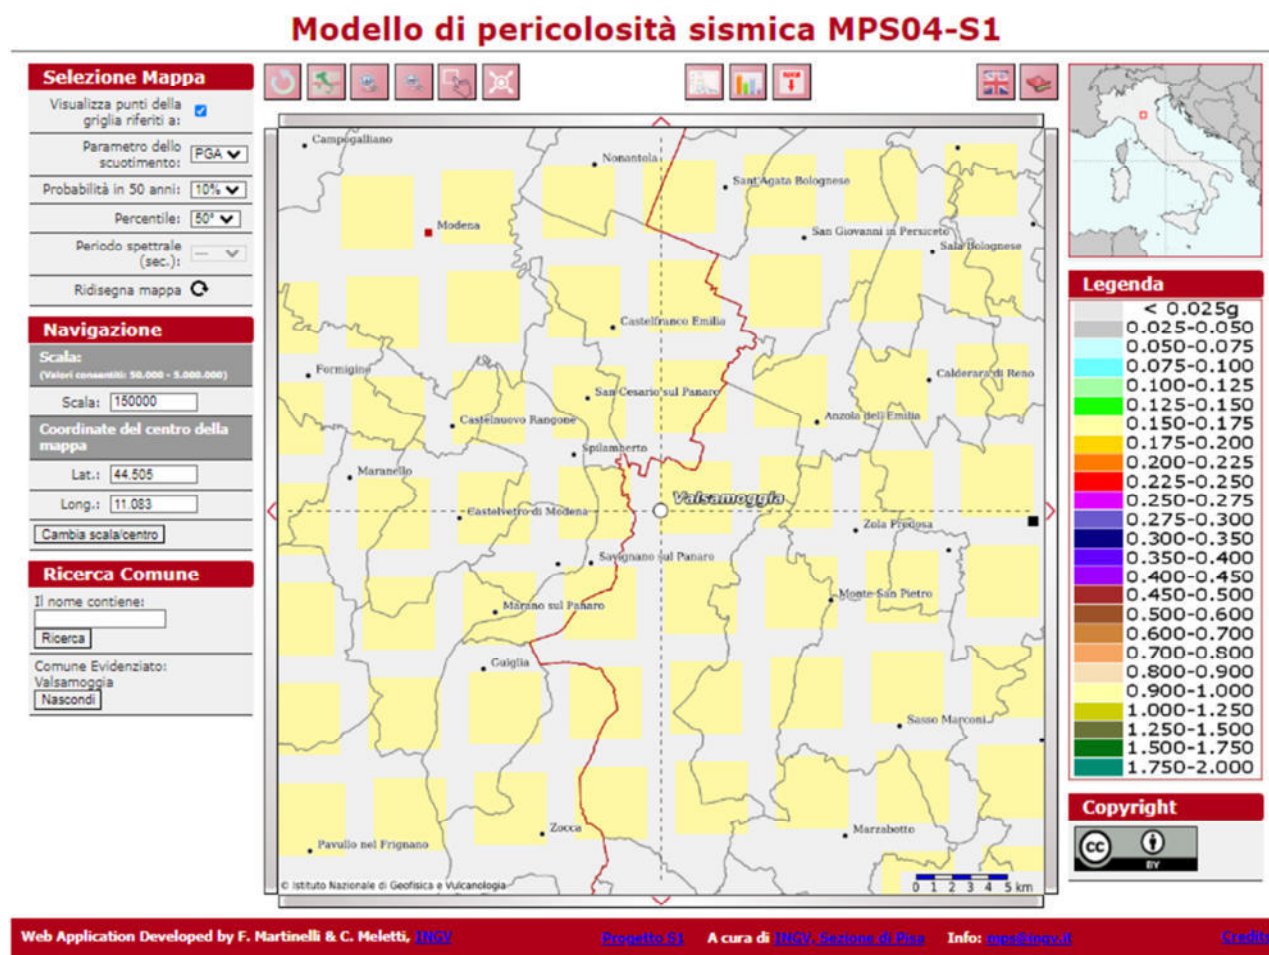 Modello di pericolosità sismica MPS04-S1
Selezione Mappa
Visualizza punti della
griglia riferiti a:
Parametro dello
scuotimento: PGA
Probabilità in 50 anni: 10%
Percentile: 50°
Periodo spettrale
(sec.): ---
Ridisegna mappa
Navigazione
Scala:
(Valori consentiti: 50.000 - 5.000.000)
Scala: 150000
Coordinate del centro della
mappa
Lat.: 44.505
Long.: 11.083
Cambia scala/centro
Ricerca Comune
Il nome contiene:
Ricerca
Comune Evidenziato:
Valsamoggia
Nascondi
Campogalliano
Nonantola
Sant'Agata Bolognese
Modena
San Giovanni in Persiceto
Sala Bolognese
Castelfranco Emilia
Formigine
Calderara di Reno
San Cesario sul Panaro
Castelnuovo Rangone
Anzola dell'Emilia
Spilamberto
Maranello
Valsamoggia
Castelvetro di Modena
Zola Predosa
Savignano sul Panaro
Marano sul Panaro
Monte San Pietro
Guiglia
Sasso Marconi
Zocca
Marzabotto
Pavullo nel Frignano
© Istituto Nazionale di Geofisica e Vulcanologia
0 1 2 3 4 5 km
Legenda
< 0.025g
0.025-0.050
0.050-0.075
0.075-0.100
0.100-0.125
0.125-0.150
0.150-0.175
0.175-0.200
0.200-0.225
0.225-0.250
0.250-0.275
0.275-0.300
0.300-0.350
0.350-0.400
0.400-0.450
0.450-0.500
0.500-0.600
0.600-0.700
0.700-0.800
0.800-0.900
0.900-1.000
1.000-1.250
1.250-1.500
1.500-1.750
1.750-2.000
Copyright
cc
BY
Web Application Developed by F. Martinelli & C. Meletti, INGV Progetto S1 A cura di INGV, Sezione di Pisa Info: mps@ingv.it Credits